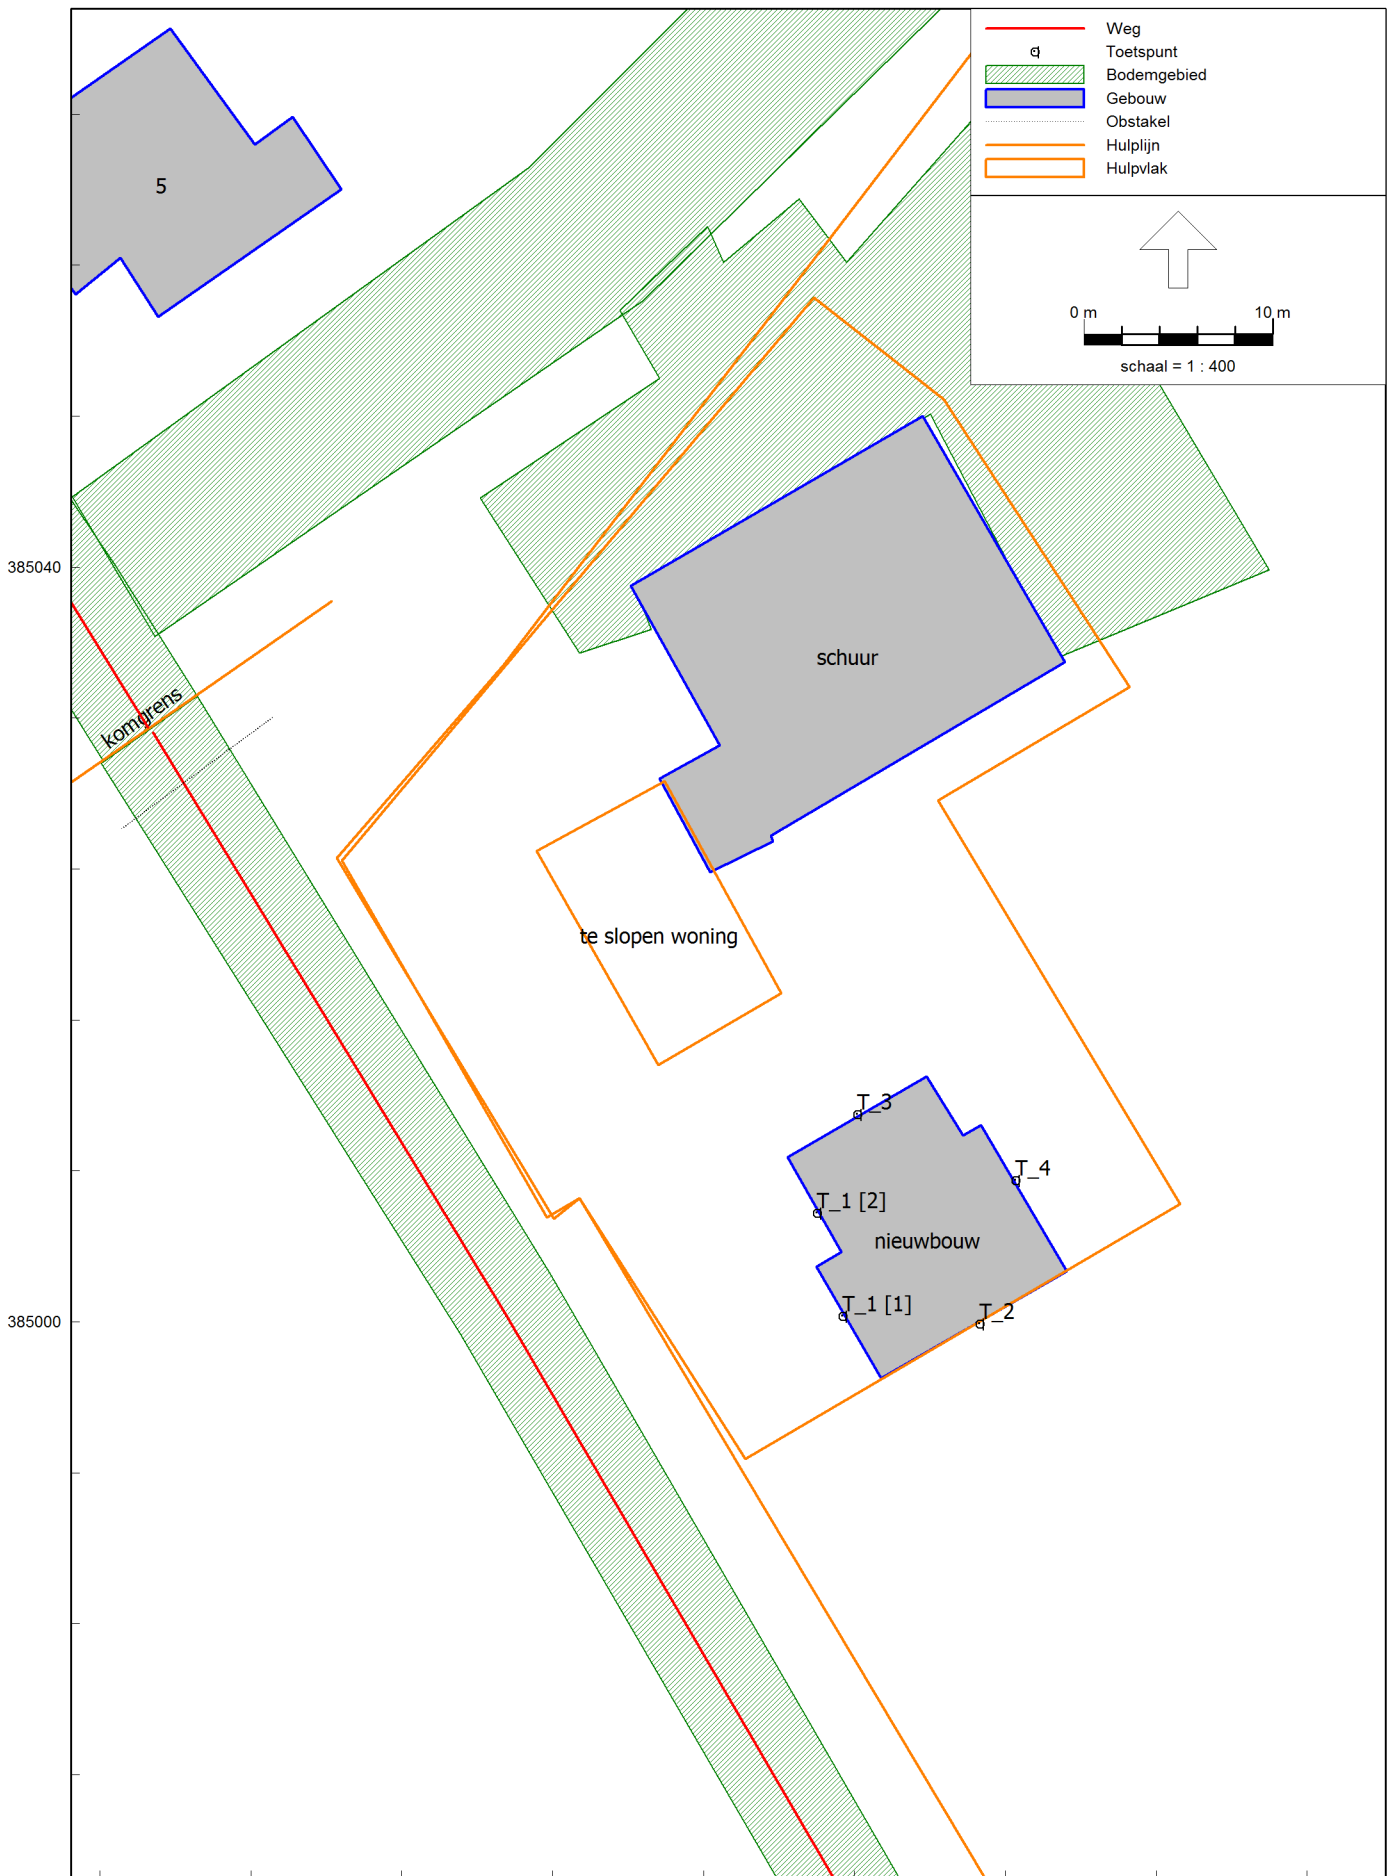 Weg
Toetspunt
Bodemgebied
Gebouw
Obstakel
Hulplijn
Hulpvlak
0 m 10 m
schaal = 1 : 400
5
385040
schuur
komgrens
te slopen woning
T_3
T_4
T_1 [2]
nieuwbouw
T_1 [1]
T_2
385000